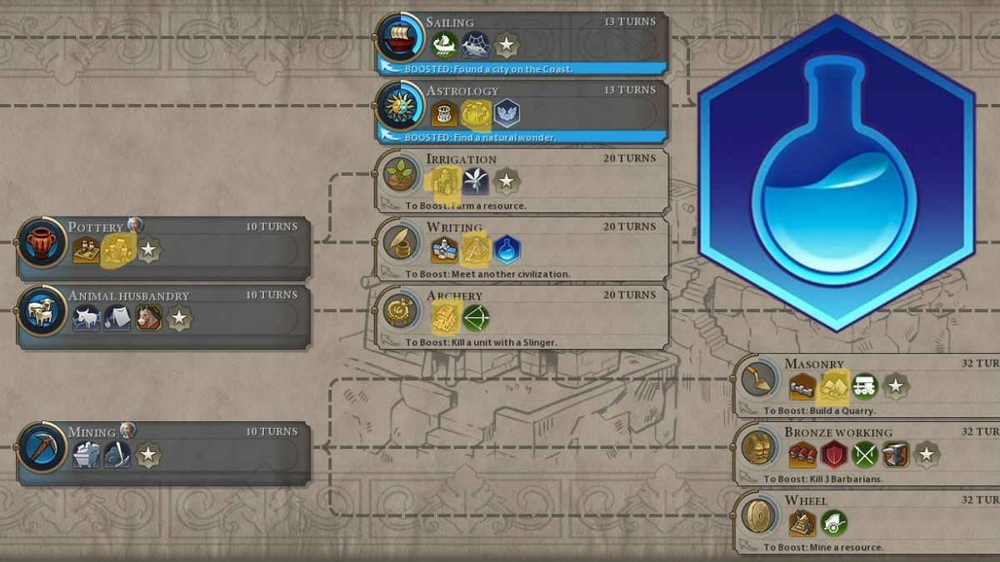 SAILING 13 TURNS
BOOSTED: Found a city on the Coast.
ASTROLOGY 13 TURNS
BOOSTED: Find a natural wonder.
IRRIGATION 20 TURNS
To Boost: Farm a resource.
WRITING 20 TURNS
To Boost: Meet another civilization.
ARCHERY 20 TURNS
To Boost: Kill a unit with a Slinger.
POTTERY 10 TURNS
ANIMAL HUSBANDRY 10 TURNS
MINING 10 TURNS
MASONRY 32 TUR
To Boost: Build a Quarry.
BRONZE WORKING 32 TUR
To Boost: Kill 3 Barbarians.
WHEEL 32 TUR
To Boost: Mine a resource.